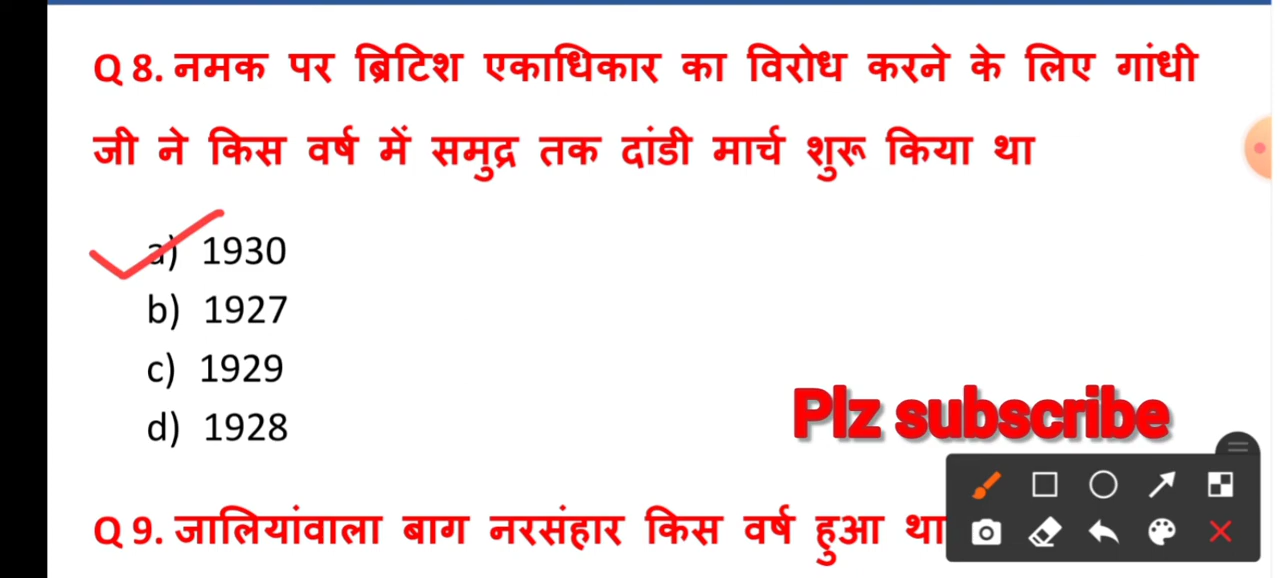 Q 8. नमक पर ब्रिटिश एकाधिकार का विरोध करने के लिए गांधी
जी ने किस वर्ष में समुद्र तक दांडी मार्च शुरू किया था
a) 1930
b) 1927
c) 1929
d) 1928
Plz subscribe
Q 9. जालियांवाला बाग नरसंहार किस वर्ष हुआ था